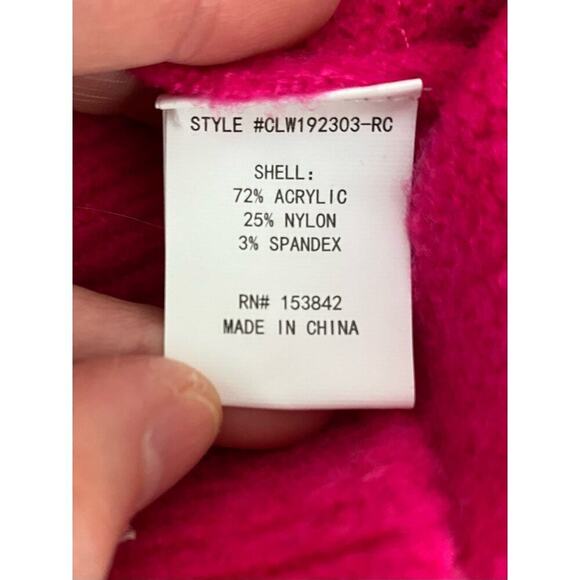 STYLE #CLW192303-RC
SHELL:
72% ACRYLIC
25% NYLON
3% SPANDEX
RN# 153842
MADE IN CHINA